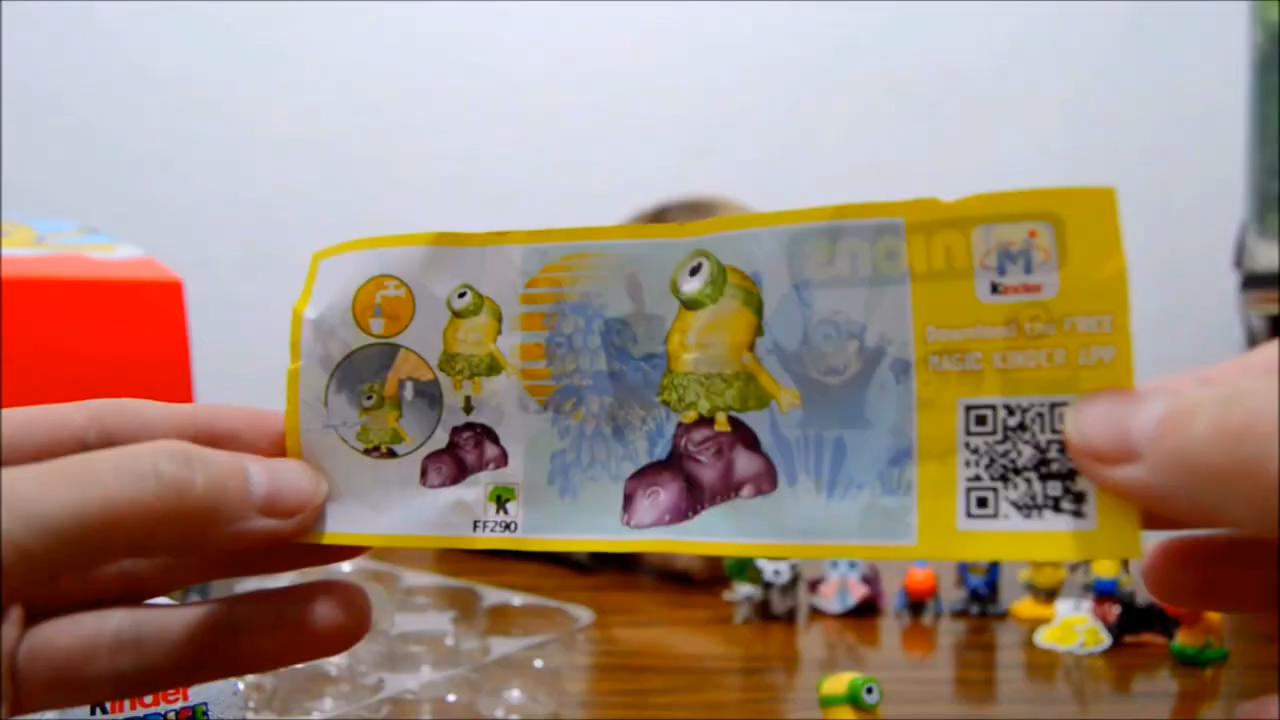 M
Kinder
Download the FREE
MAGIC KINDER APP
k
FF290
Kinder